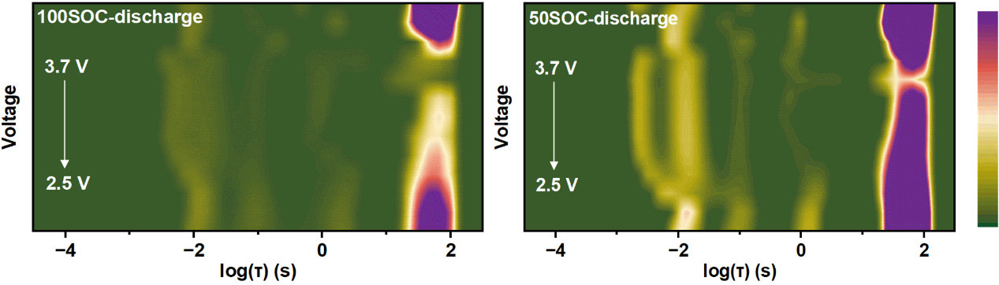 100SOC-discharge
3.7 V
2.5 V
Voltage
−4 −2 0 2
log(τ) (s)
50SOC-discharge
3.7 V
2.5 V
Voltage
−4 −2 0 2
log(τ) (s)